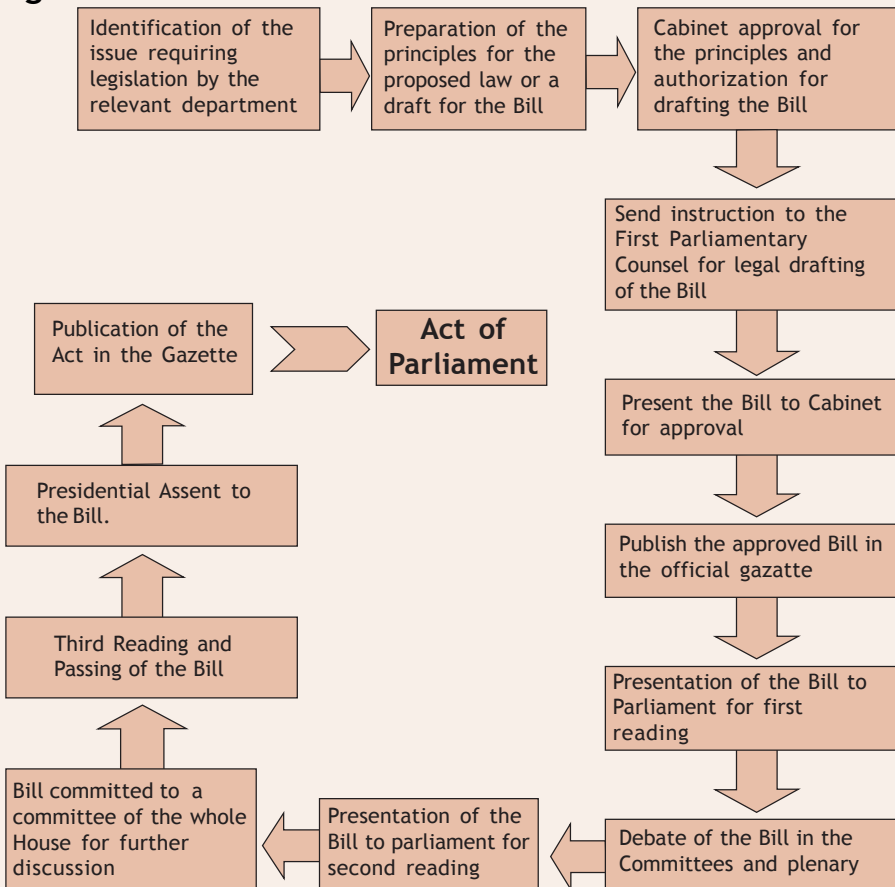 Identification of the
issue requiring
legislation by the
relevant department
Preparation of the
principles for the
proposed law or a
draft for the Bill
Cabinet approval for
the principles and
authorization for
drafting the Bill
Send instruction to the
First Parliamentary
Counsel for legal drafting
of the Bill
Present the Bill to Cabinet
for approval
Publish the approved Bill in
the official gazatte
Presentation of the Bill to
Parliament for first
reading
Debate of the Bill in the
Committees and plenary
Presentation of the
Bill to parliament for
second reading
Bill committed to a
committee of the whole
House for further
discussion
Third Reading and
Passing of the Bill
Presidential Assent to
the Bill.
Publication of the
Act in the Gazette
Act of
Parliament